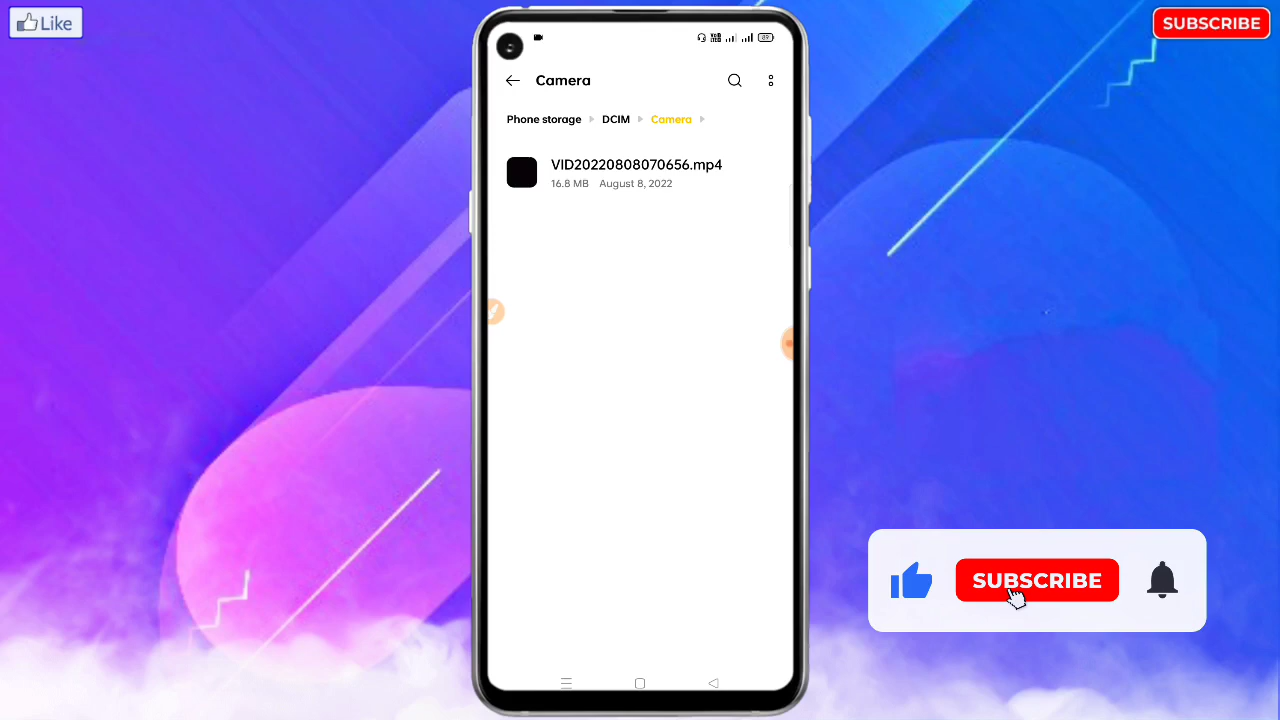 Like
SUBSCRIBE
Camera
Phone storage DCIM Camera
VID20220808070656.mp4
16.8 MB August 8, 2022
SUBSCRIBE